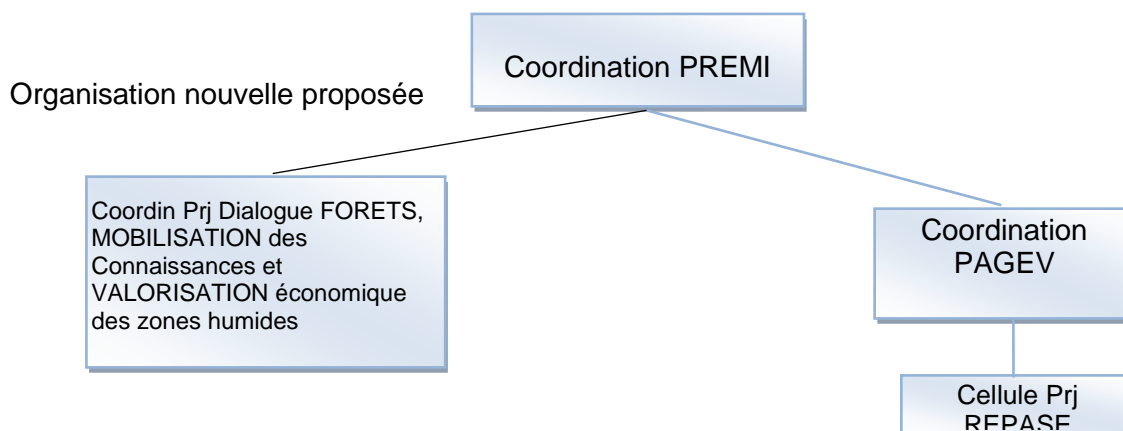 Coordination PREMI
Organisation nouvelle proposée
Coordin Prj Dialogue FORETS,
MOBILISATION des
Connaissances et
VALORISATION économique
des zones humides
Coordination
PAGEV
Cellule Prj
REPASE